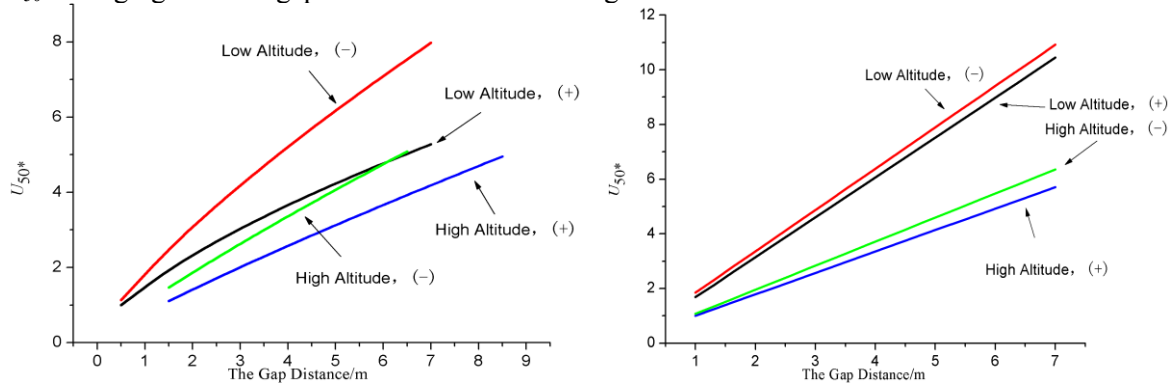 Low Altitude, (−)
Low Altitude, (+)
High Altitude, (+)
High Altitude, (−)
U50*
8
6
4
2
0
0 1 2 3 4 5 6 7 8 9
The Gap Distance/m
Low Altitude, (−)
Low Altitude, (+)
High Altitude, (−)
High Altitude, (+)
U50*
12
10
8
6
4
2
0
1 2 3 4 5 6 7
The Gap Distance/m